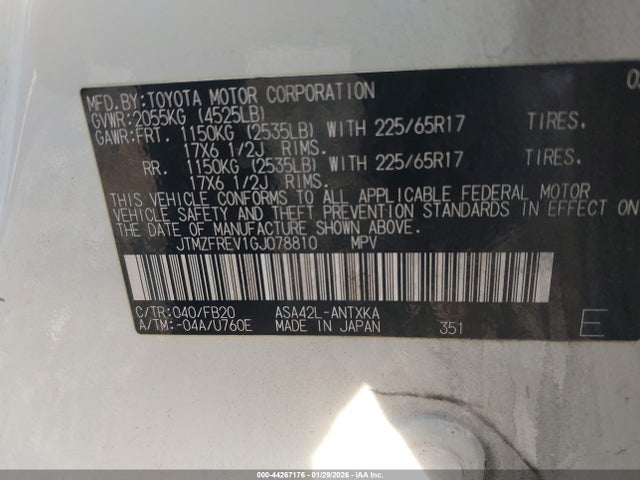 MFD.BY:TOYOTA MOTOR CORPORATION
GVWR:2055KG (4525LB)
GAWR:FRT. 1150KG (2535LB) WITH 225/65R17 TIRES.
17X6 1/2J RIMS.
RR. 1150KG (2535LB) WITH 225/65R17 TIRES.
17X6 1/2J RIMS.
THIS VEHICLE CONFORMS TO ALL APPLICABLE FEDERAL MOTOR
VEHICLE SAFETY AND THEFT PREVENTION STANDARDS IN EFFECT ON
THE DATE OF MANUFACTURE SHOWN ABOVE.
JTMZFREV1GJ078810 MPV
C/TR:040/FB20 ASA42L-ANTXKA
A/TM:-04A/U760E MADE IN JAPAN 351 E
000-44267176 - 01/29/2026 - IAAI.com